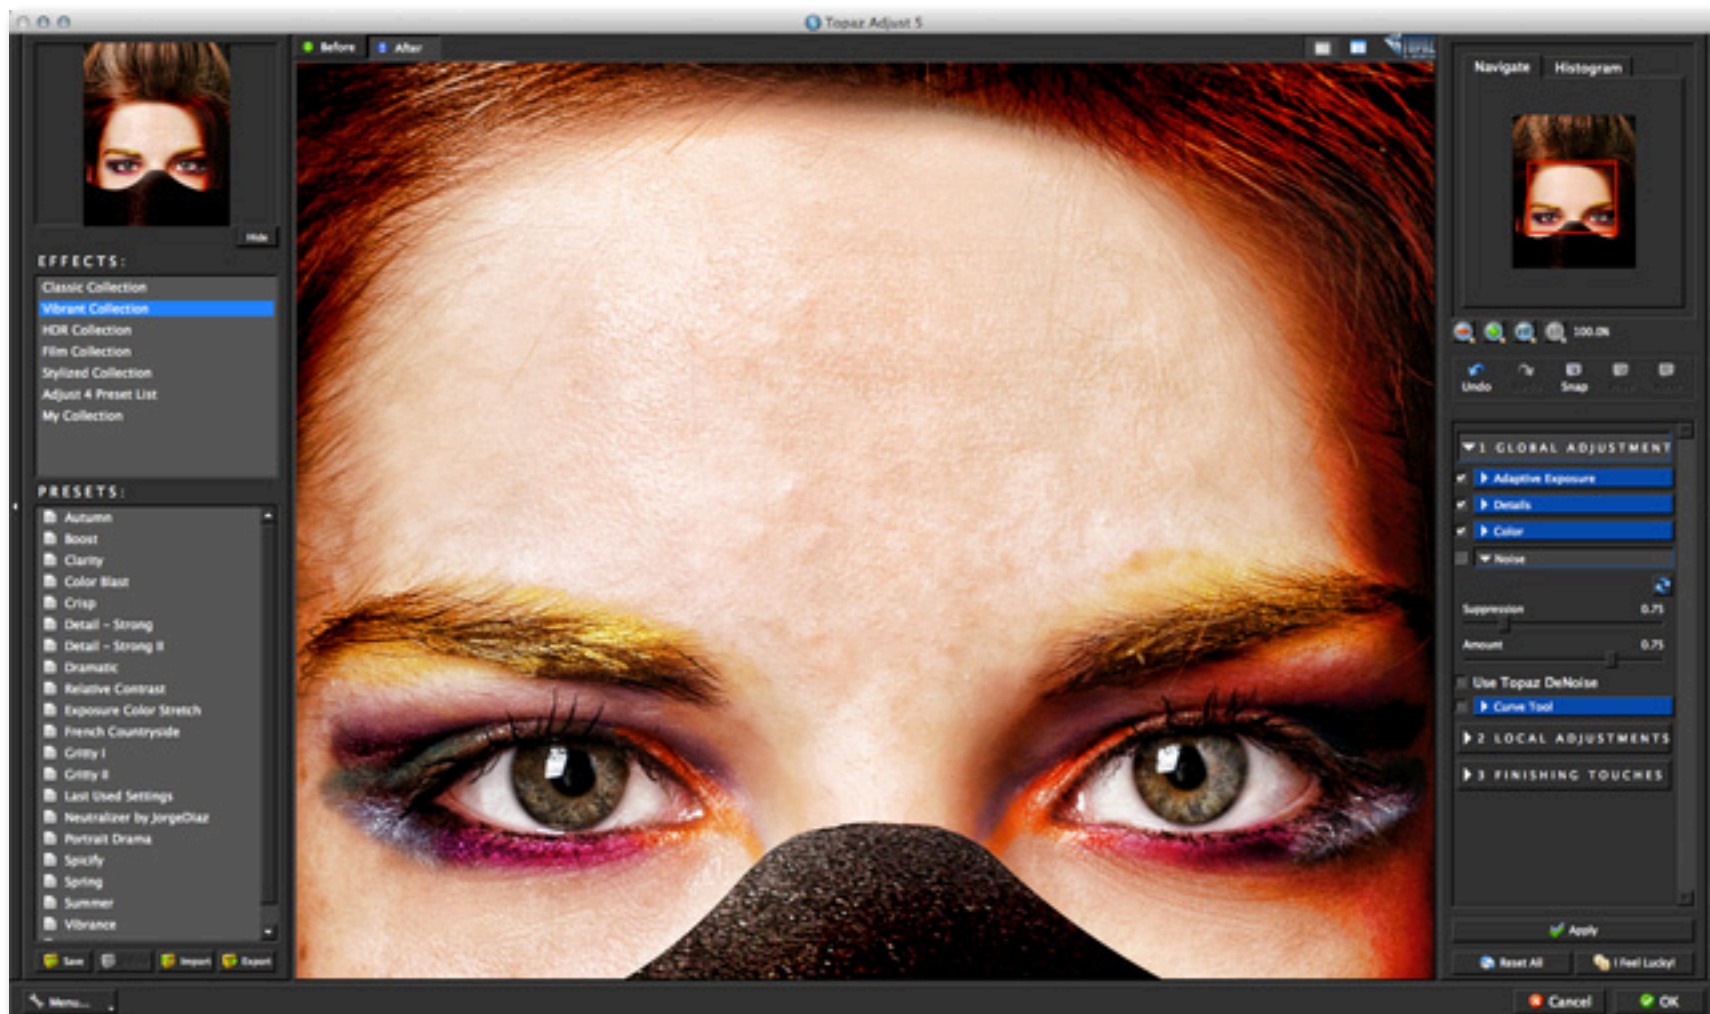 Topaz Adjust 5
Before
After
Navigate
Histogram
Hide
EFFECTS:
Classic Collection
Vibrant Collection
HDR Collection
Film Collection
Stylized Collection
Adjust 4 Preset List
My Collection
PRESETS:
Autumn
Boost
Clarity
Color Blast
Crisp
Detail - Strong
Detail - Strong II
Dramatic
Relative Contrast
Exposure Color Stretch
French Countryside
Gritty I
Gritty II
Last Used Settings
Neutralizer by JorgeDiaz
Portrait Drama
Spicify
Spring
Summer
Vibrance
Save
Import
Export
Menu...
100.0%
Undo
Snap
1 GLOBAL ADJUSTMENT
Adaptive Exposure
Details
Color
Noise
Suppression 0.75
Amount 0.75
Use Topaz DeNoise
Curve Tool
2 LOCAL ADJUSTMENTS
3 FINISHING TOUCHES
Apply
Reset All
I Feel Lucky!
Cancel
OK